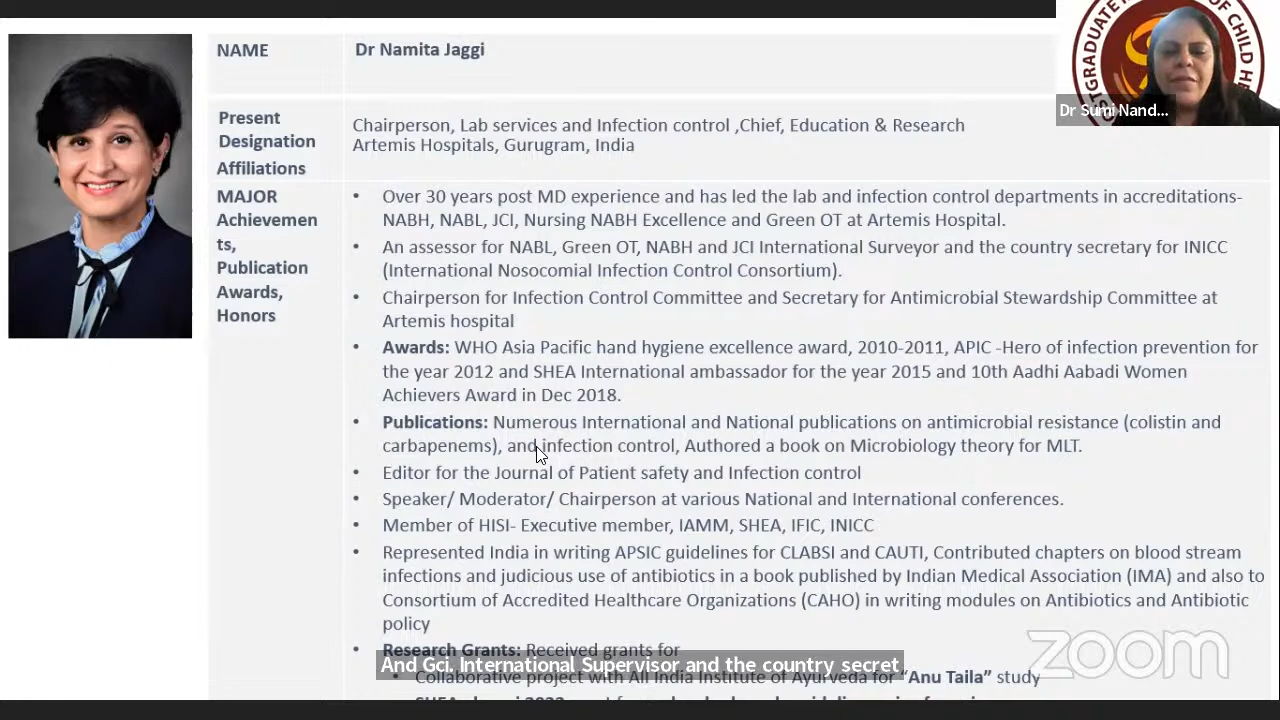 NAME
Dr Namita Jaggi
Dr Sumi Nand...
Present
Designation
Affiliations
Chairperson, Lab services and Infection control ,Chief, Education & Research
Artemis Hospitals, Gurugram, India
MAJOR
Achievemen
ts,
Publication
Awards,
Honors
• Over 30 years post MD experience and has led the lab and infection control departments in accreditations-
NABH, NABL, JCI, Nursing NABH Excellence and Green OT at Artemis Hospital.
• An assessor for NABL, Green OT, NABH and JCI International Surveyor and the country secretary for INICC
(International Nosocomial Infection Control Consortium).
• Chairperson for Infection Control Committee and Secretary for Antimicrobial Stewardship Committee at
Artemis hospital
• Awards: WHO Asia Pacific hand hygiene excellence award, 2010-2011, APIC -Hero of infection prevention for
the year 2012 and SHEA International ambassador for the year 2015 and 10th Aadhi Aabadi Women
Achievers Award in Dec 2018.
• Publications: Numerous International and National publications on antimicrobial resistance (colistin and
carbapenems), and infection control, Authored a book on Microbiology theory for MLT.
• Editor for the Journal of Patient safety and Infection control
• Speaker/ Moderator/ Chairperson at various National and International conferences.
• Member of HISI- Executive member, IAMM, SHEA, IFIC, INICC
• Represented India in writing APSIC guidelines for CLABSI and CAUTI, Contributed chapters on blood stream
infections and judicious use of antibiotics in a book published by Indian Medical Association (IMA) and also to
Consortium of Accredited Healthcare Organizations (CAHO) in writing modules on Antibiotics and Antibiotic
policy
• Research Grants: Received grants for
And Gci. International Supervisor and the country secret
• Collaborative project with All India Institute of Ayurveda for “Anu Taila” study
zoom